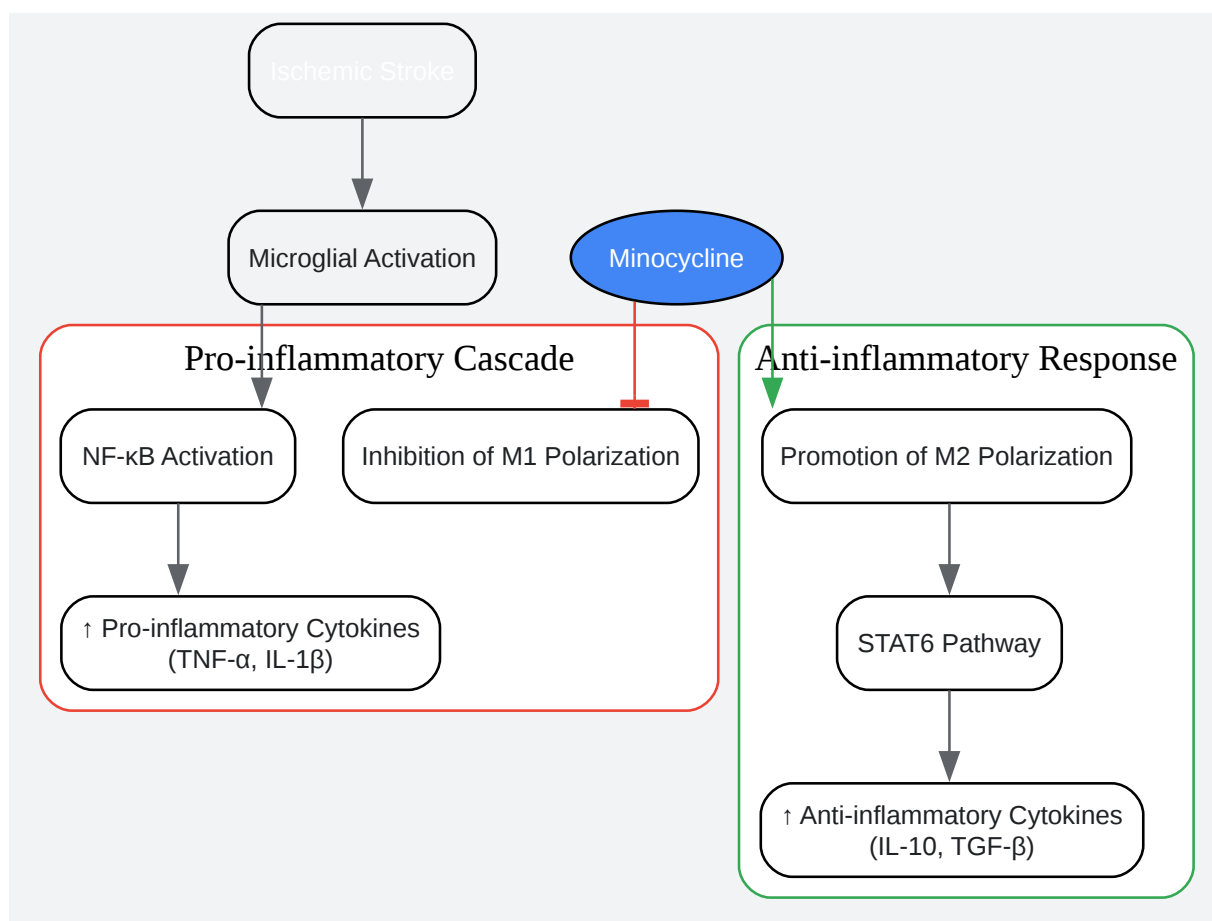 Ischemic Stroke
Microglial Activation
Minocycline
Pro-inflammatory Cascade
Anti-inflammatory Response
NF-κB Activation
Inhibition of M1 Polarization
Promotion of M2 Polarization
↑ Pro-inflammatory Cytokines
(TNF-α, IL-1β)
STAT6 Pathway
↑ Anti-inflammatory Cytokines
(IL-10, TGF-β)